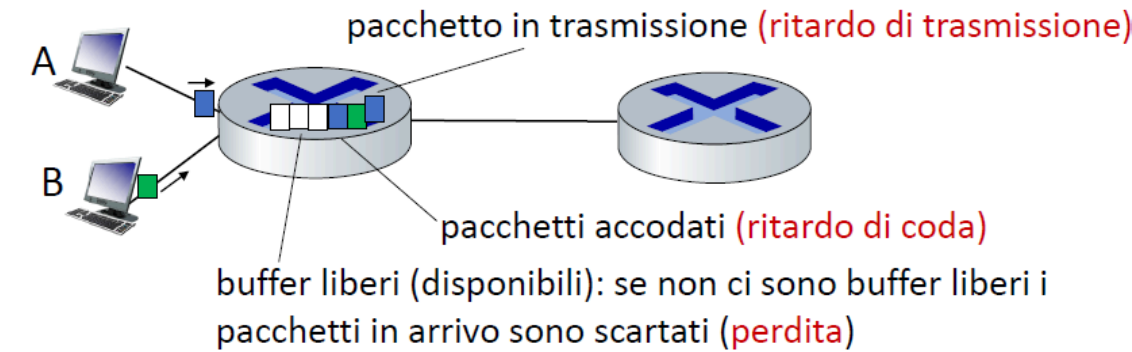 pacchetto in trasmissione (ritardo di trasmissione)
A
B
pacchetti accodati (ritardo di coda)
buffer liberi (disponibili): se non ci sono buffer liberi i
pacchetti in arrivo sono scartati (perdita)